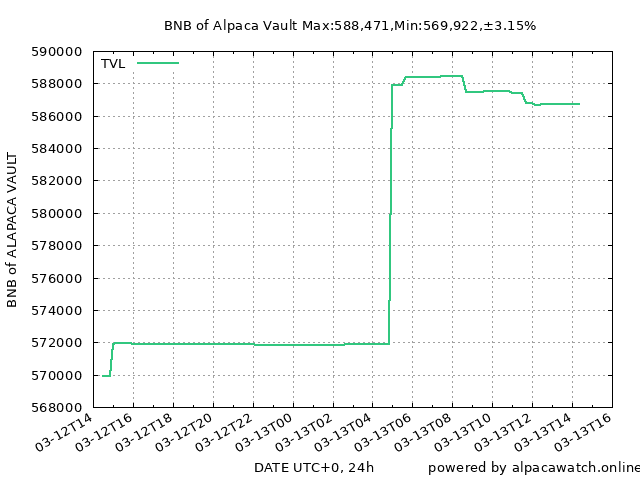 BNB of Alpaca Vault Max:588,471,Min:569,922,±3.15%
TVL
BNB of ALAPACA VAULT
590000
588000
586000
584000
582000
580000
578000
576000
574000
572000
570000
568000
03-12T14
03-12T16
03-12T18
03-12T20
03-12T22
03-13T00
03-13T02
03-13T04
03-13T06
03-13T08
03-13T10
03-13T12
03-13T14
03-13T16
DATE UTC+0, 24h
powered by alpacawatch.online